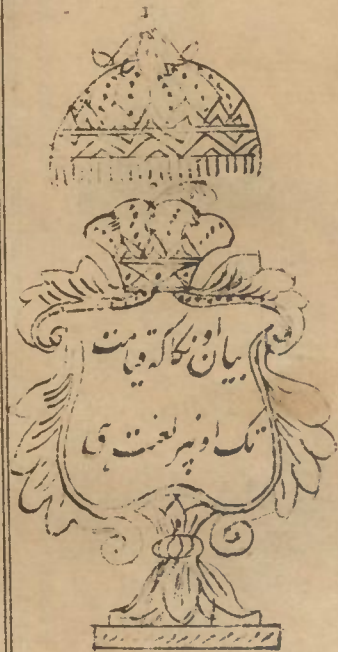 بیان اونکا کہ قیامت
تک اونپر لعنت ہی